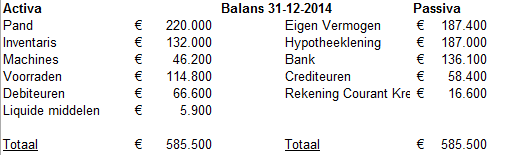 Activa Balans 31-12-2014 Passiva
Pand € 220.000 Eigen Vermogen € 187.400
Inventaris € 132.000 Hypotheeklening € 187.000
Machines € 46.200 Bank € 136.100
Voorraden € 114.800 Crediteuren € 58.400
Debiteuren € 66.600 Rekening Courant Kre € 16.600
Liquide middelen € 5.900
Totaal € 585.500 Totaal € 585.500